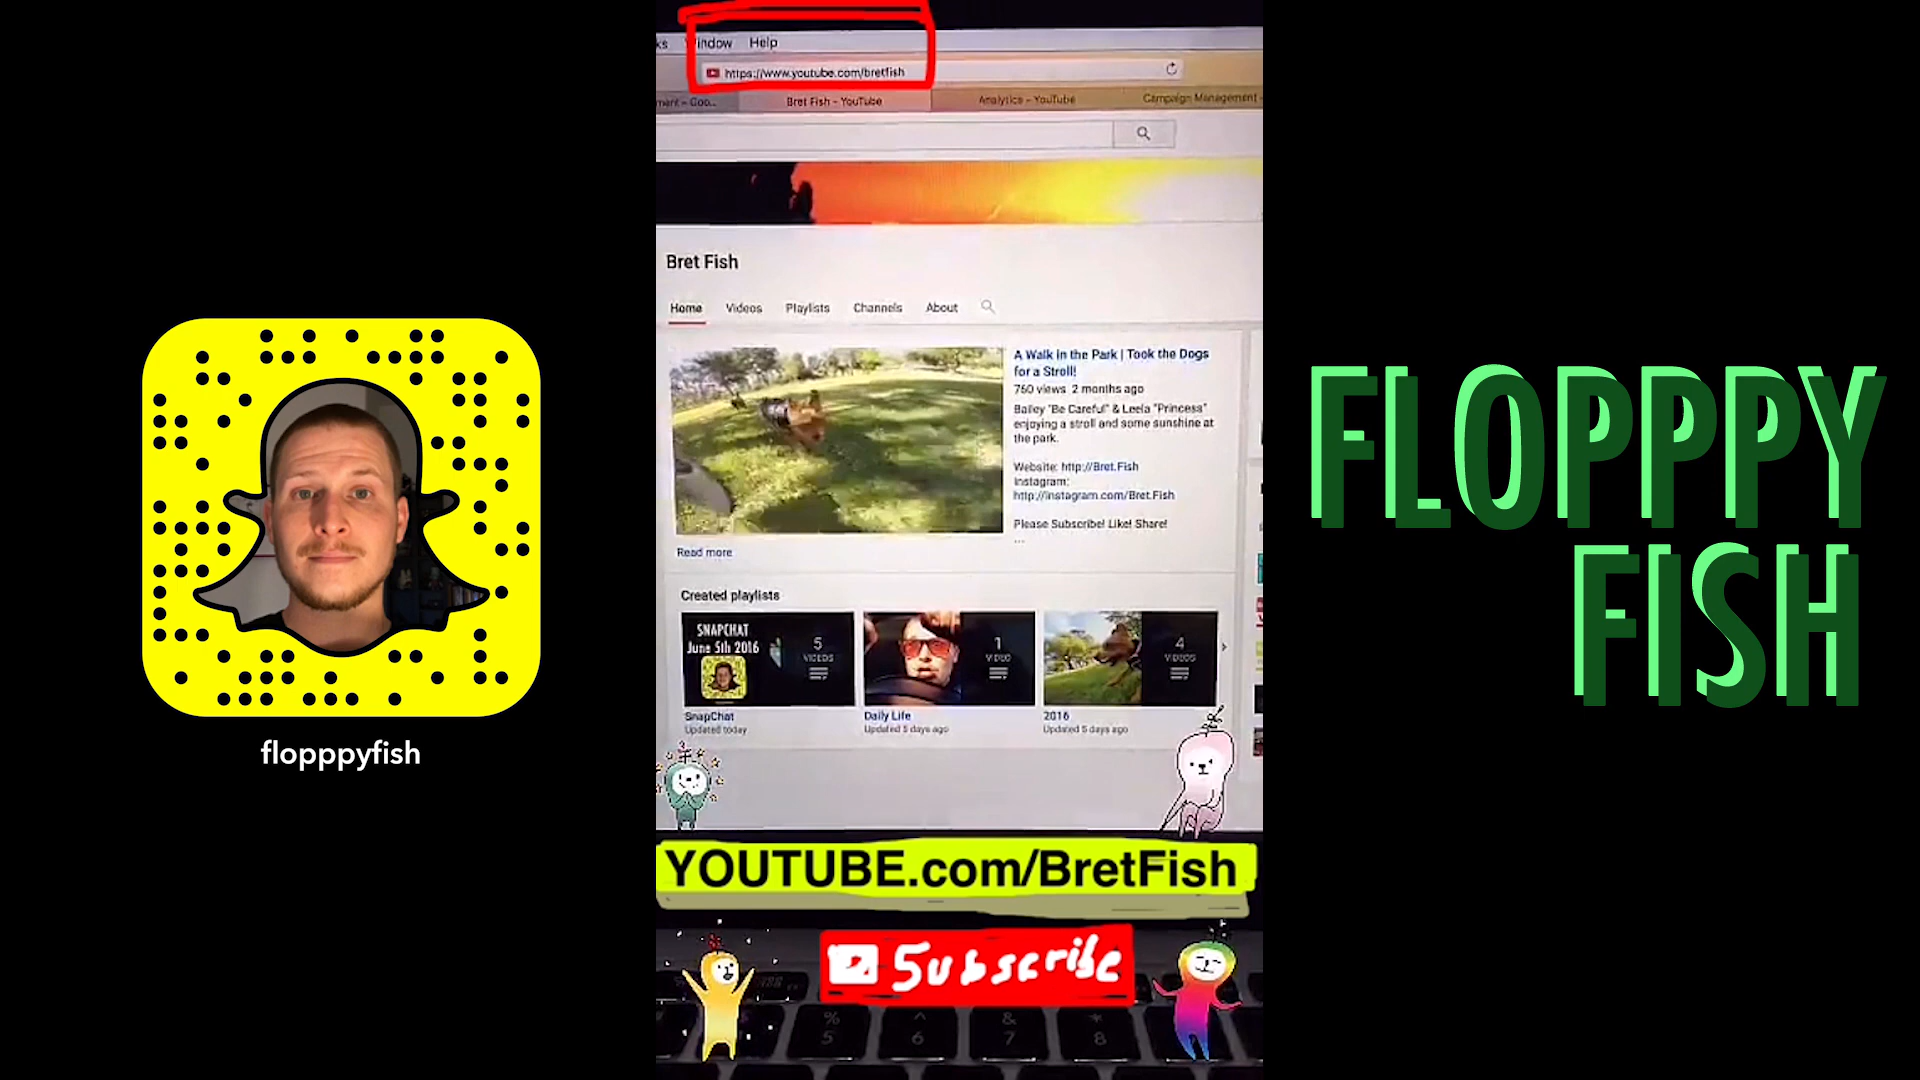 flopppyfish
Window Help
https://www.youtube.com/bretfish
Bret Fish - YouTube
Analytics - YouTube
Campaign Management -
Bret Fish
Home Videos Playlists Channels About
A Walk in the Park | Took the Dogs
for a Stroll!
760 views 2 months ago
Bailey "Be Careful" & Leela "Princess"
enjoying a stroll and some sunshine at
the park.
Website: http://Bret.Fish
Instagram:
http://instagram.com/Bret.Fish
Please Subscribe! Like! Share!
...
Read more
Created playlists
SNAPCHAT
June 5th 2016
5
VIDEOS
1
VIDEO
4
VIDEOS
SnapChat
Updated today
Daily Life
Updated 5 days ago
2016
Updated 5 days ago
YOUTUBE.com/BretFish
Subscribe
%
5
^
6
&
7
*
8
FLOPPPY
FISH